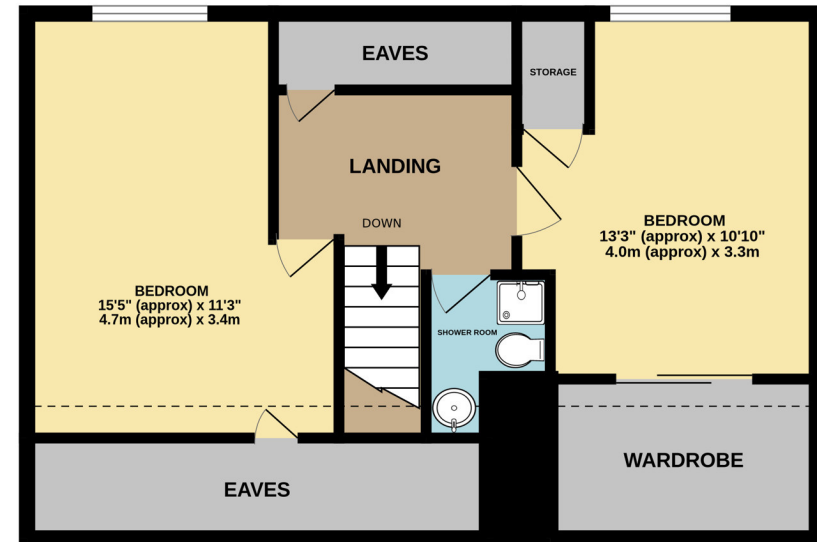 EAVES
STORAGE
LANDING
DOWN
BEDROOM
13'3" (approx) x 10'10"
4.0m (approx) x 3.3m
BEDROOM
15'5" (approx) x 11'3"
4.7m (approx) x 3.4m
SHOWER ROOM
WARDROBE
EAVES